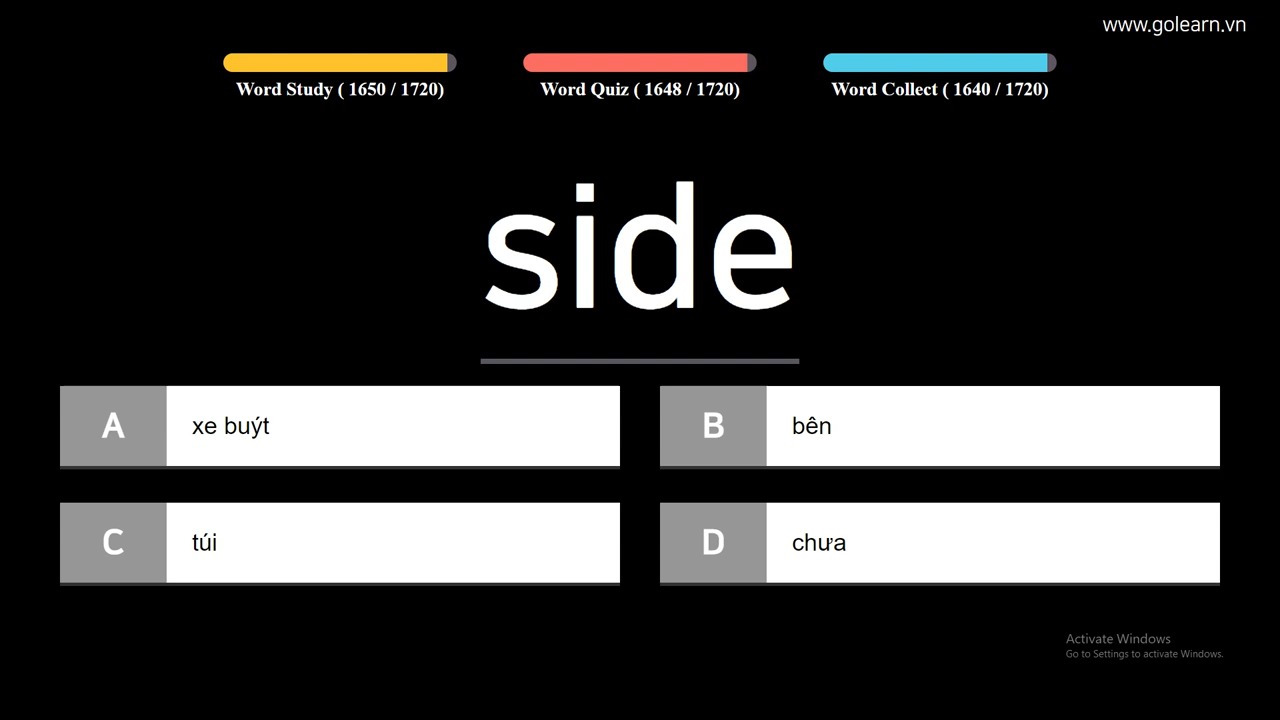 www.golearn.vn
Word Study ( 1650 / 1720)
Word Quiz ( 1648 / 1720)
Word Collect ( 1640 / 1720)
side
A xe buýt
B bên
C túi
D chưa
Activate Windows
Go to Settings to activate Windows.